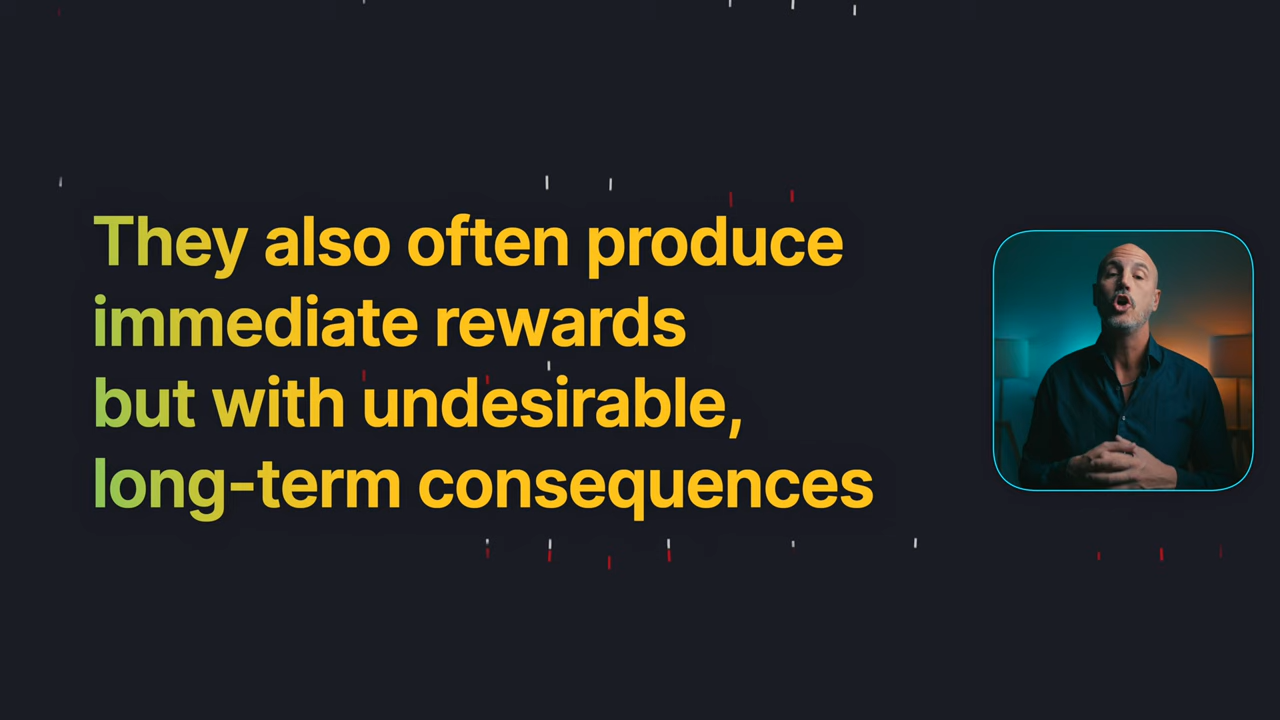 They also often produce
immediate rewards
but with undesirable,
long-term consequences